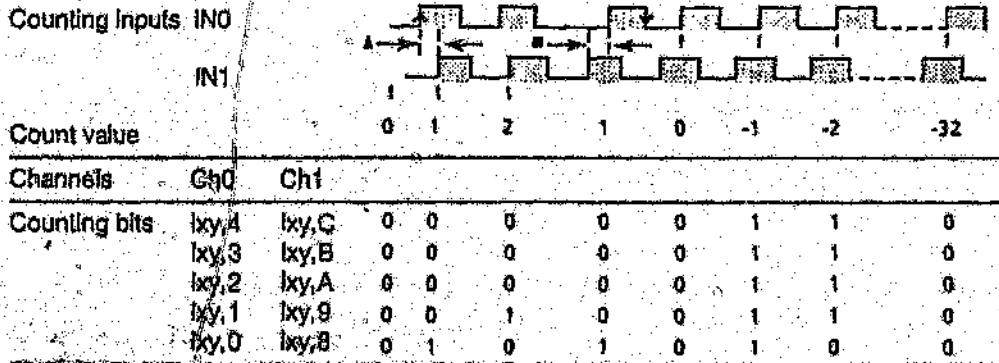 Counting inputs IN0
A
IN1
Count value 0 1 2 1 0 -1 -2 -32
Channels Ch0 Ch1
Counting bits Ixy,4 Ixy,C 0 0 0 0 0 1 1 0
Ixy,3 Ixy,B 0 0 0 0 0 1 1 0
Ixy,2 Ixy,A 0 0 0 0 0 1 1 0
Ixy,1 Ixy,9 0 0 1 0 0 1 1 0
Ixy,0 Ixy,8 0 1 0 1 0 1 0 0